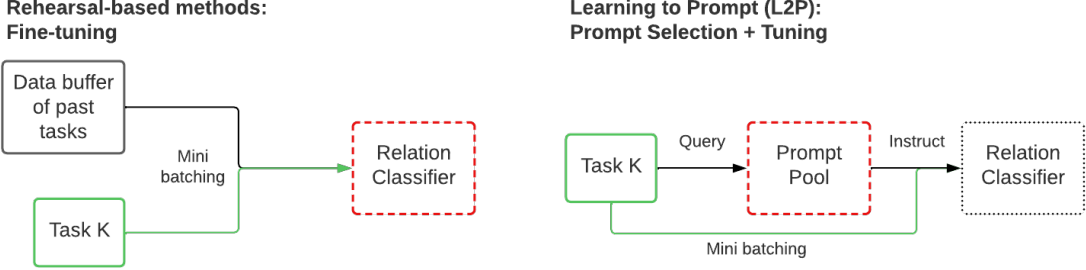 Rehearsal-based methods:
Fine-tuning
Data buffer
of past
tasks
Mini
batching
Task K
Relation
Classifier
Learning to Prompt (L2P):
Prompt Selection + Tuning
Task K
Query
Prompt
Pool
Instruct
Relation
Classifier
Mini batching